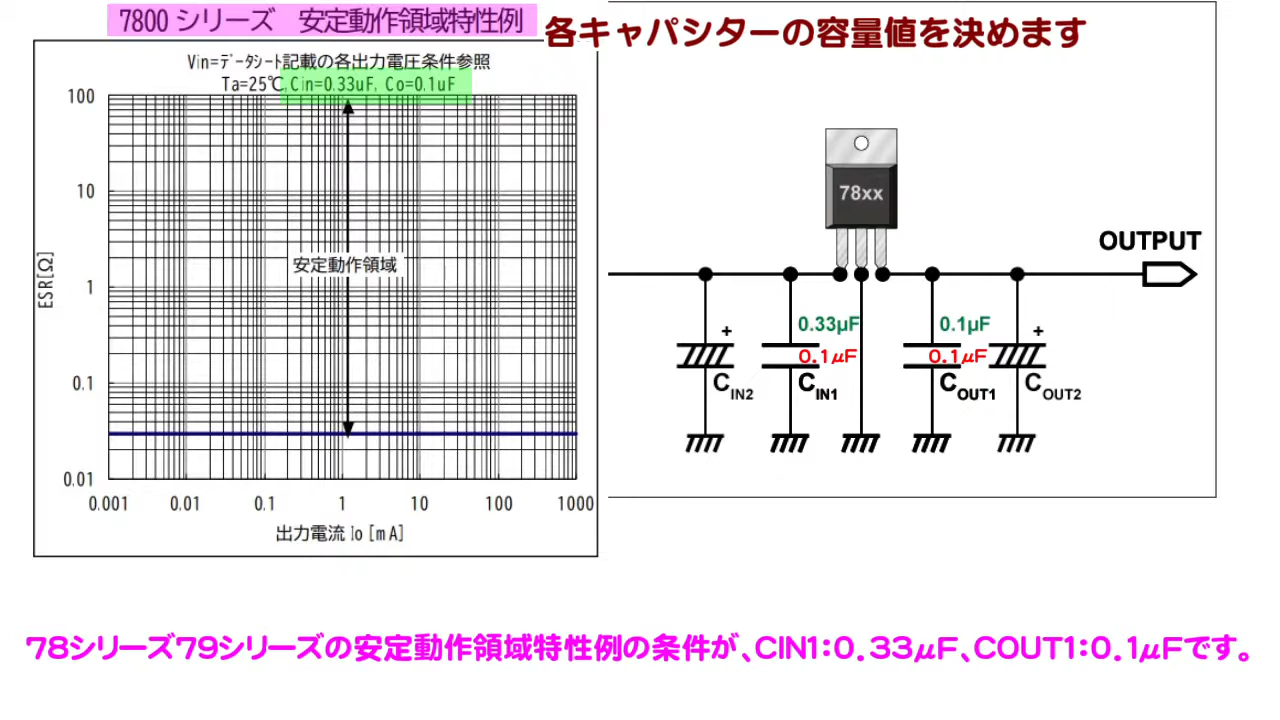 7800 シリーズ　安定動作領域特性例
各キャパシターの容量値を決めます
Vin=ﾃﾞｰﾀｼｰﾄ記載の各出力電圧条件参照
Ta=25℃,Cin=0.33uF, Co=0.1uF
100
10
1
0.1
0.01
ESR[Ω]
安定動作領域
0.001 0.01 0.1 1 10 100 1000
出力電流 Io [mA]
78xx
OUTPUT
0.33μF
0.1μF
0.1μF
0.1μF
+
+
CIN2
CIN1
COUT1
COUT2
78シリーズ79シリーズの安定動作領域特性例の条件が、CIN1:0.33μF、COUT1:0.1μFです。